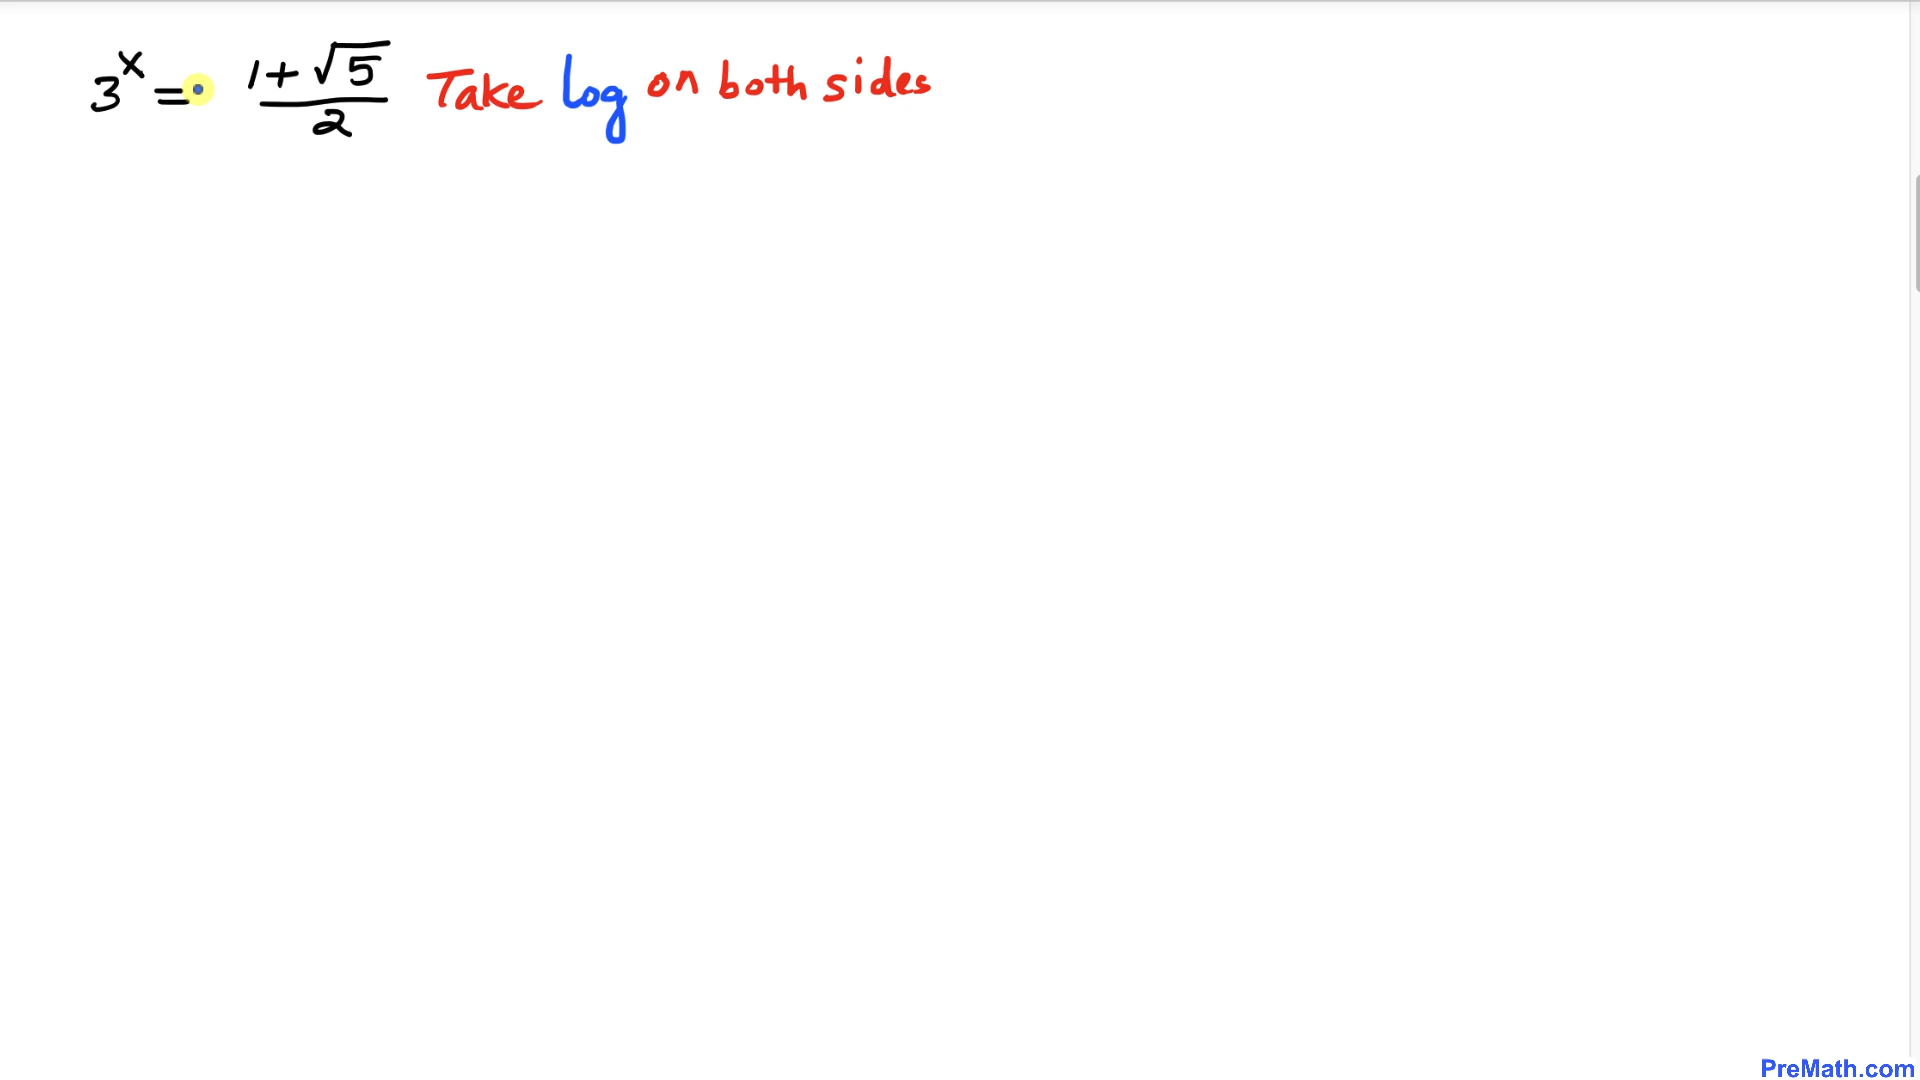 3^x = (1+√5)/2 Take log on both sides
PreMath.com